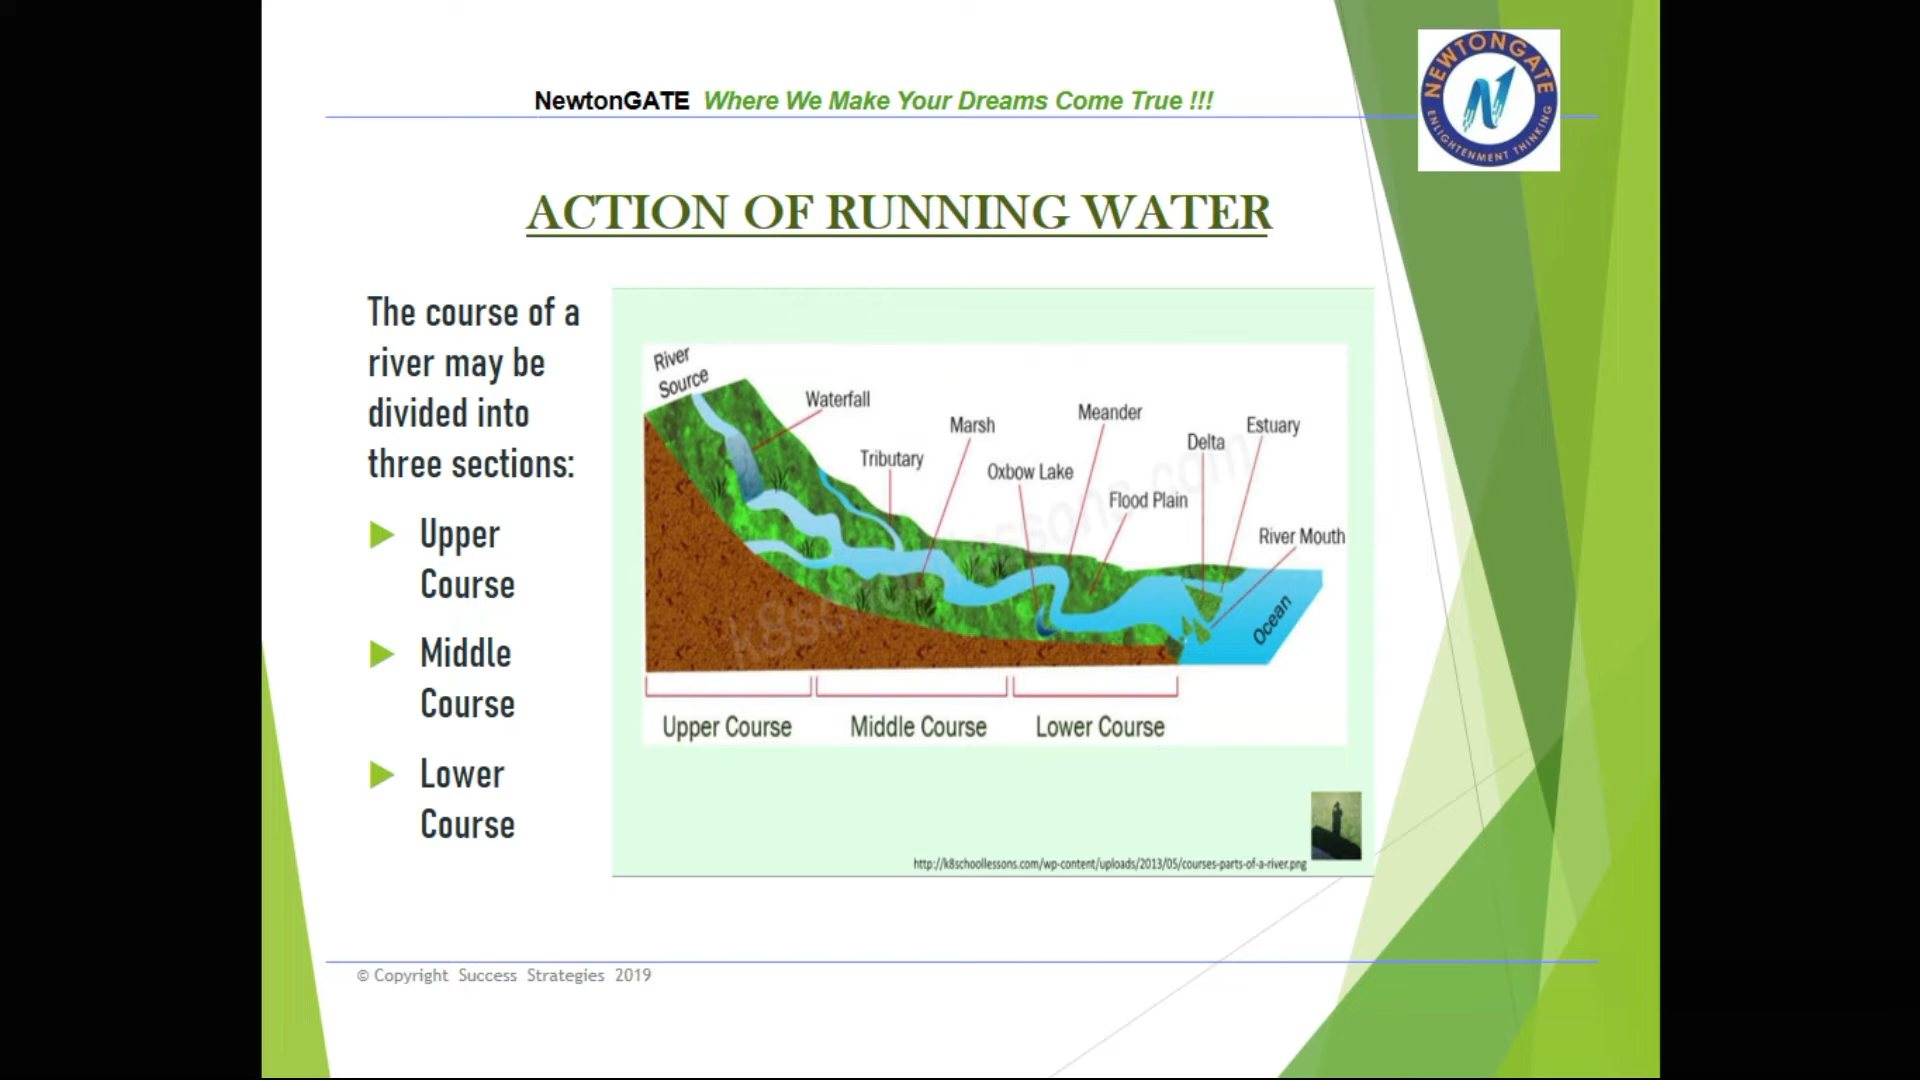 NewtonGATE Where We Make Your Dreams Come True !!!
NEWTONGATE
ENLIGHTENMENT THINKING
ACTION OF RUNNING WATER
The course of a
river may be
divided into
three sections:
Upper
Course
Middle
Course
Lower
Course
River
Source
Waterfall
Tributary
Marsh
Oxbow Lake
Meander
Flood Plain
Delta
Estuary
River Mouth
Ocean
Upper Course
Middle Course
Lower Course
k8schoollessons.com
http://k8schoollessons.com/wp-content/uploads/2013/05/courses-parts-of-a-river.png
© Copyright Success Strategies 2019